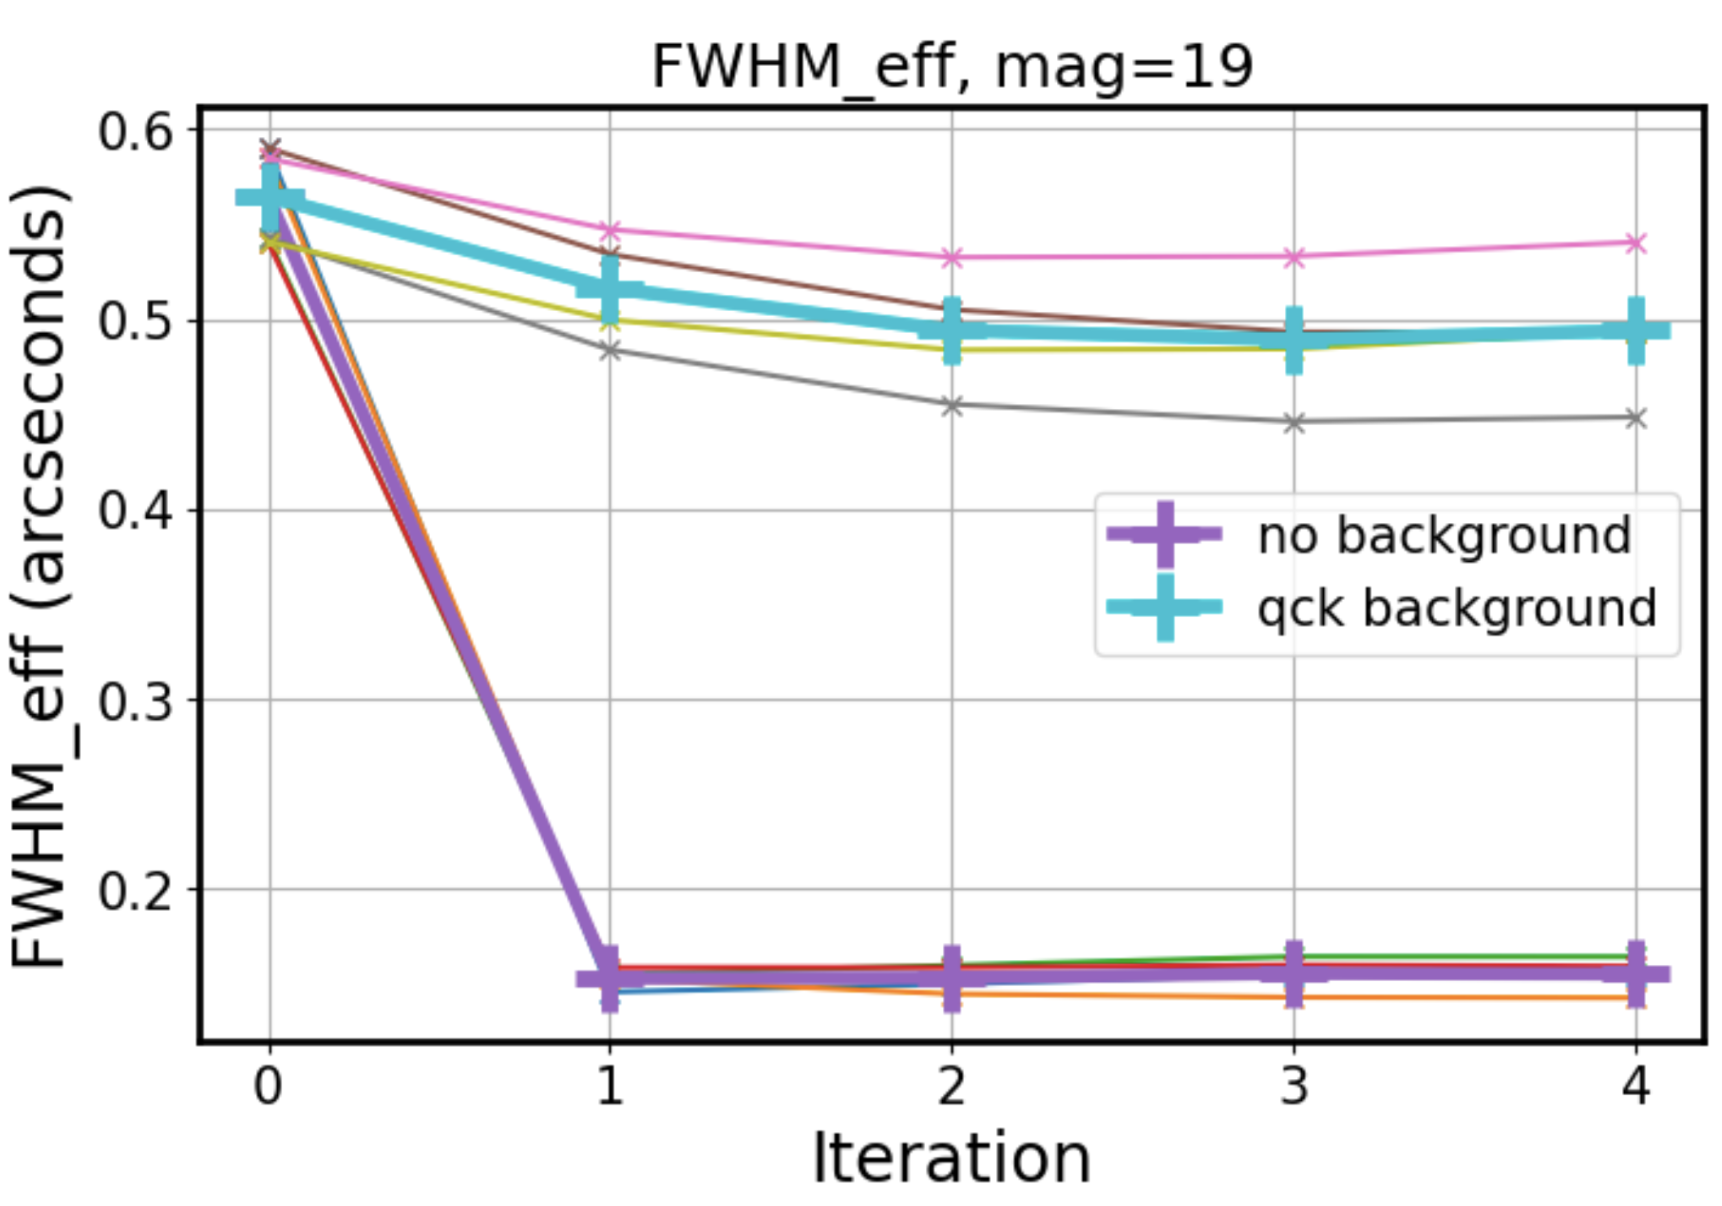 FWHM_eff, mag=19
FWHM_eff (arcseconds)
0.6
0.5
0.4
0.3
0.2
no background
qck background
0 1 2 3 4
Iteration